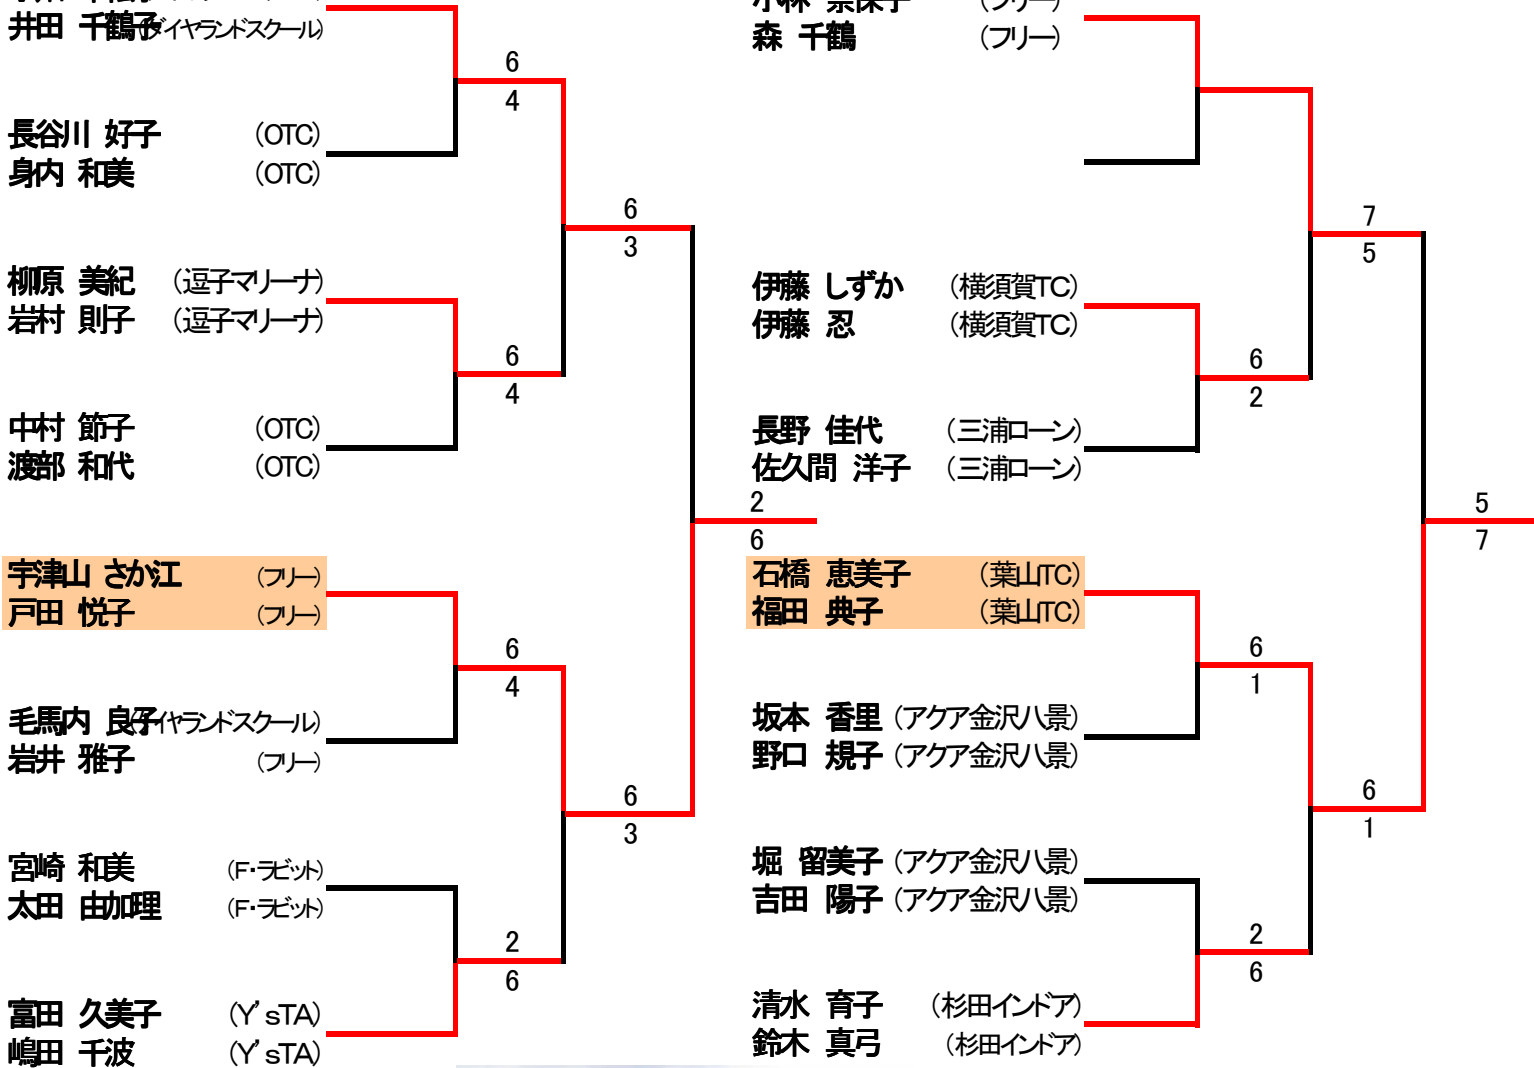 井田 千鶴子 (ダイヤランドスクール)
6
4
長谷川 好子 (OTC)
身内 和美 (OTC)
6
3
柳原 美紀 (逗子マリーナ)
岩村 則子 (逗子マリーナ)
6
4
中村 節子 (OTC)
渡部 和代 (OTC)
2
6
宇津山 さか江 (フリー)
戸田 悦子 (フリー)
6
4
毛馬内 良子 (ダイヤランドスクール)
岩井 雅子 (フリー)
6
3
宮崎 和美 (F・ラビット)
太田 由加理 (F・ラビット)
2
6
富田 久美子 (Y'sTA)
嶋田 千波 (Y'sTA)
小林 奈保子 (フリー)
森 千鶴 (フリー)
7
5
伊藤 しずか (横須賀TC)
伊藤 忍 (横須賀TC)
6
2
長野 佳代 (三浦ローン)
佐久間 洋子 (三浦ローン)
5
7
石橋 恵美子 (葉山TC)
福田 典子 (葉山TC)
6
1
坂本 香里 (アクア金沢八景)
野口 規子 (アクア金沢八景)
6
1
堀 留美子 (アクア金沢八景)
吉田 陽子 (アクア金沢八景)
2
6
清水 育子 (杉田インドア)
鈴木 真弓 (杉田インドア)